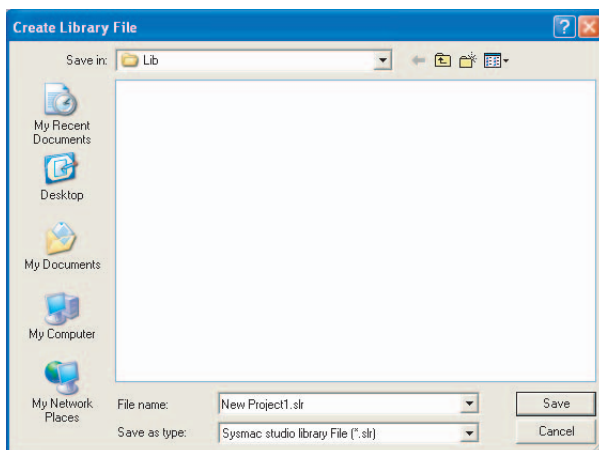 Create Library File
Save in: Lib
My Recent
Documents
Desktop
My Documents
My Computer
My Network
Places
File name: New Project1.slr
Save as type: Sysmac studio library File (*.slr)
Save
Cancel